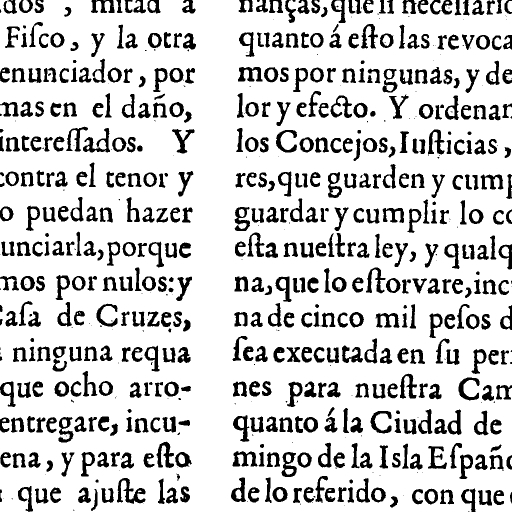 ados, mitad a
Fiſco, y la otra
enunciador, por
mas en el daño,
intereſſados. Y
contra el tenor y
o puedan hazer
unciarla, porque
mos por nulos: y
Caſa de Cruzes,
ninguna requa
que ocho arro-
entregare, incu-
ena, y para eſto
que ajuſte las
nanças, que ſi neceſſario
quanto á eſto las revoca
mos por ningunas, y de
lor y efecto. Y ordenan
los Concejos, Iuſticias,
res, que guarden y cump
guardar y cumplir lo co
eſta nueſtra ley, y qualq
na, que lo eſtorvare, inc
na de cinco mil peſos d
ſea executada en ſu per
nes para nueſtra Cam
quanto á la Ciudad de
mingo de la Isla Eſpañ
de lo referido, con que